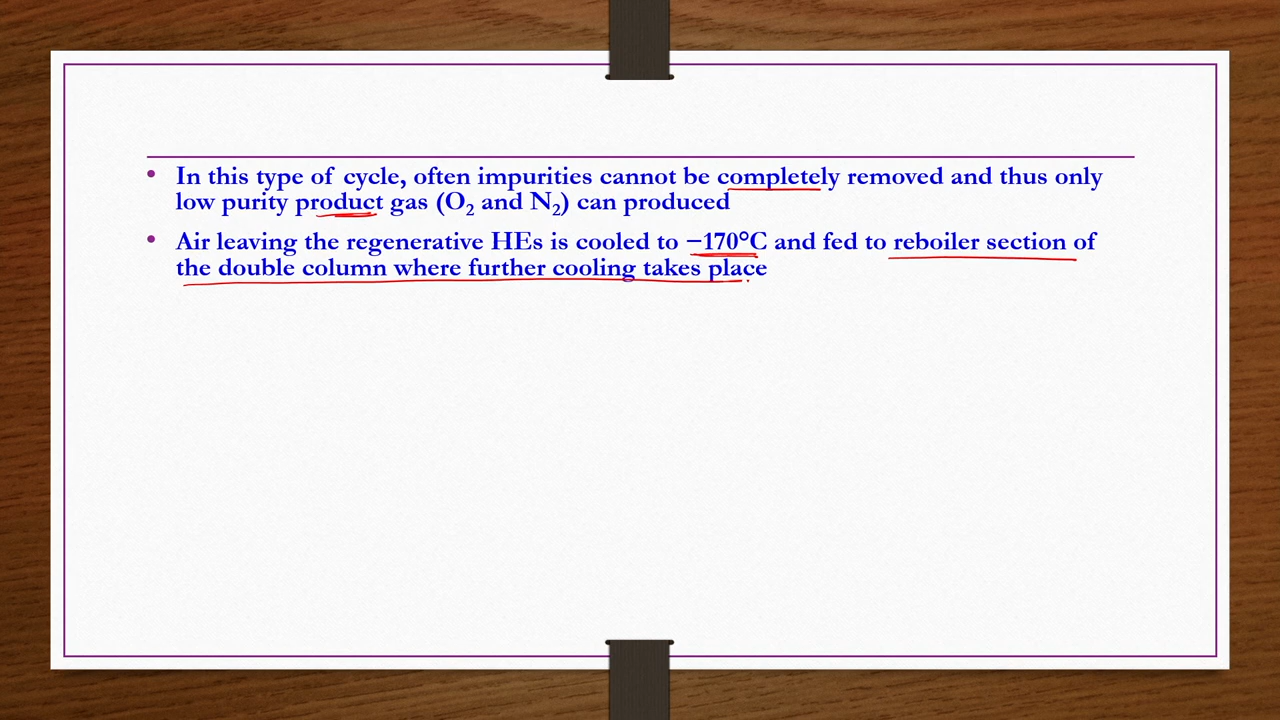 • In this type of cycle, often impurities cannot be completely removed and thus only
low purity product gas (O₂ and N₂) can produced
• Air leaving the regenerative HEs is cooled to −170°C and fed to reboiler section of
the double column where further cooling takes place